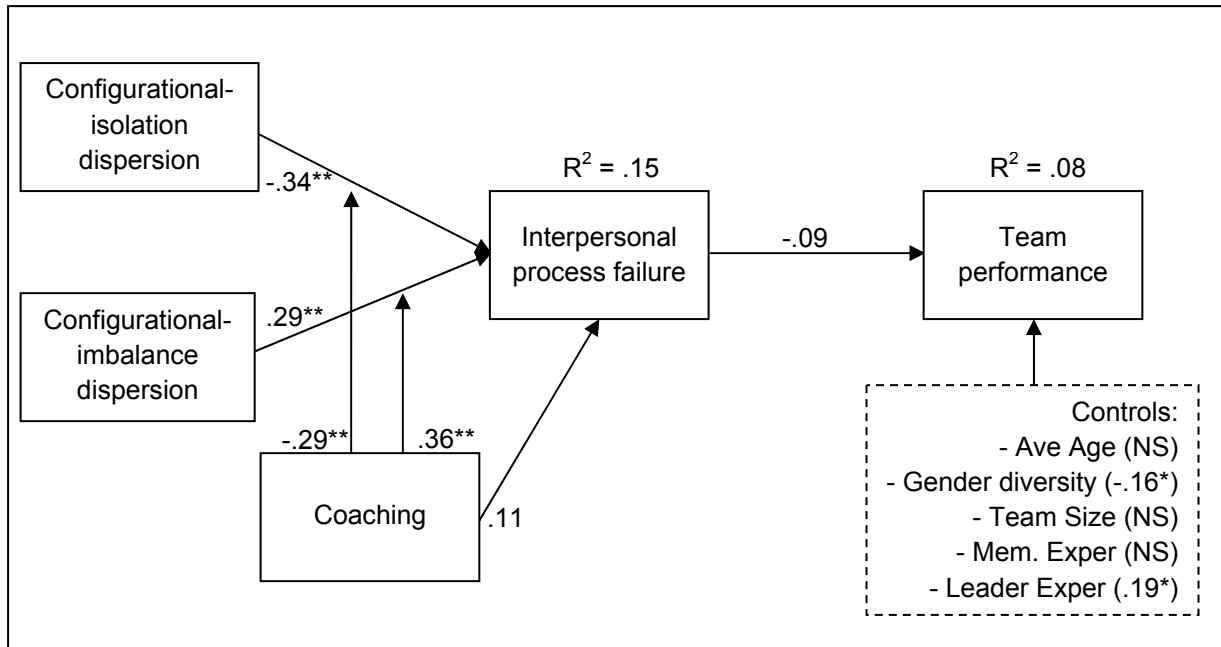 Configurational-
isolation
dispersion
-.34**
R² = .15
R² = .08
Interpersonal
process failure
-.09
Team
performance
Configurational-
imbalance
dispersion
.29**
-.29**
.36**
Coaching
.11
Controls:
- Ave Age (NS)
- Gender diversity (-.16*)
- Team Size (NS)
- Mem. Exper (NS)
- Leader Exper (.19*)